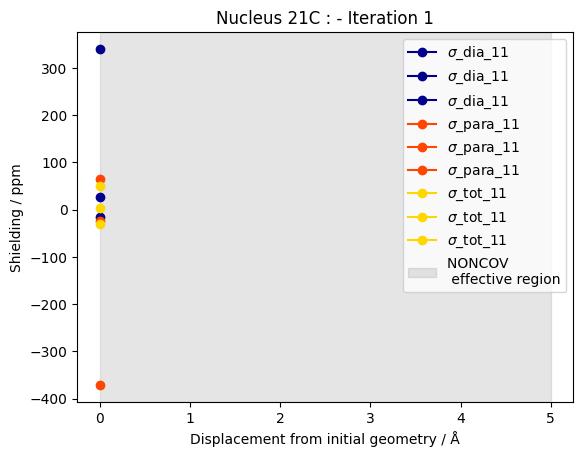 Nucleus 21C : - Iteration 1
Shielding / ppm
300
200
100
0
−100
−200
−300
−400
σ_dia_11
σ_dia_11
σ_dia_11
σ_para_11
σ_para_11
σ_para_11
σ_tot_11
σ_tot_11
σ_tot_11
NONCOV
effective region
0 1 2 3 4 5
Displacement from initial geometry / Å